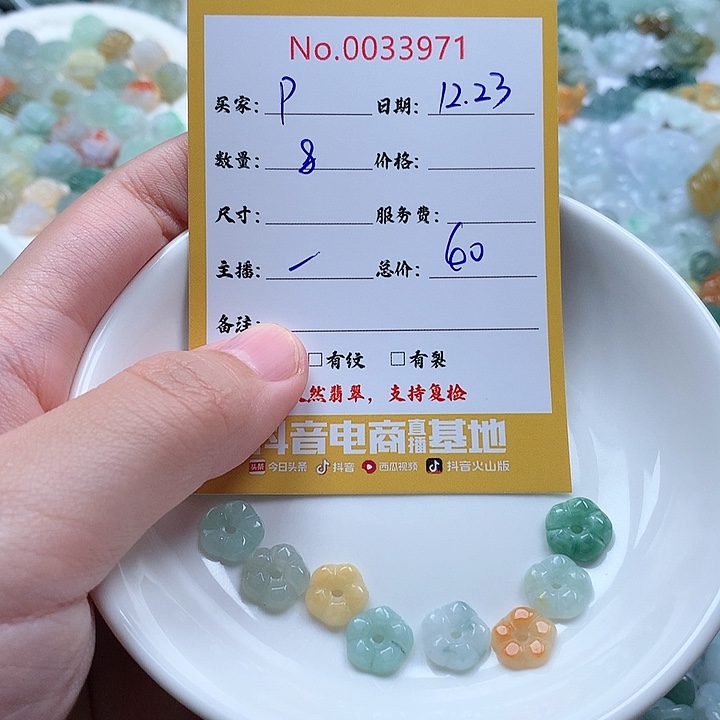 No.0033971
买家: P 日期: 12.23
数量: 8 价格:
尺寸: 服务费:
主播: 总价: 60
备注:
□有纹 □有裂
然翡翠，支持复检
抖音电商直播基地
头条 今日头条 抖音 西瓜视频 抖音火山版